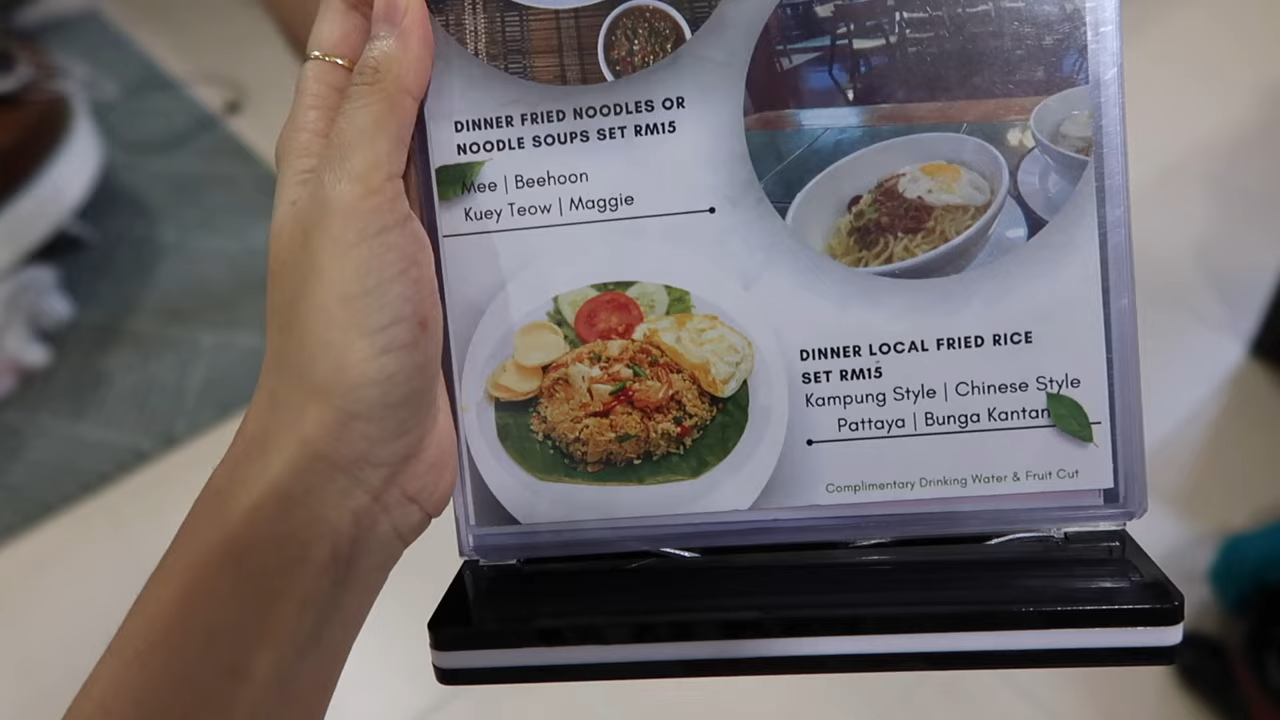 DINNER FRIED NOODLES OR
NOODLE SOUPS SET RM15
Mee | Beehoon
Kuey Teow | Maggie
DINNER LOCAL FRIED RICE
SET RM15
Kampung Style | Chinese Style
Pattaya | Bunga Kantan
Complimentary Drinking Water & Fruit Cut